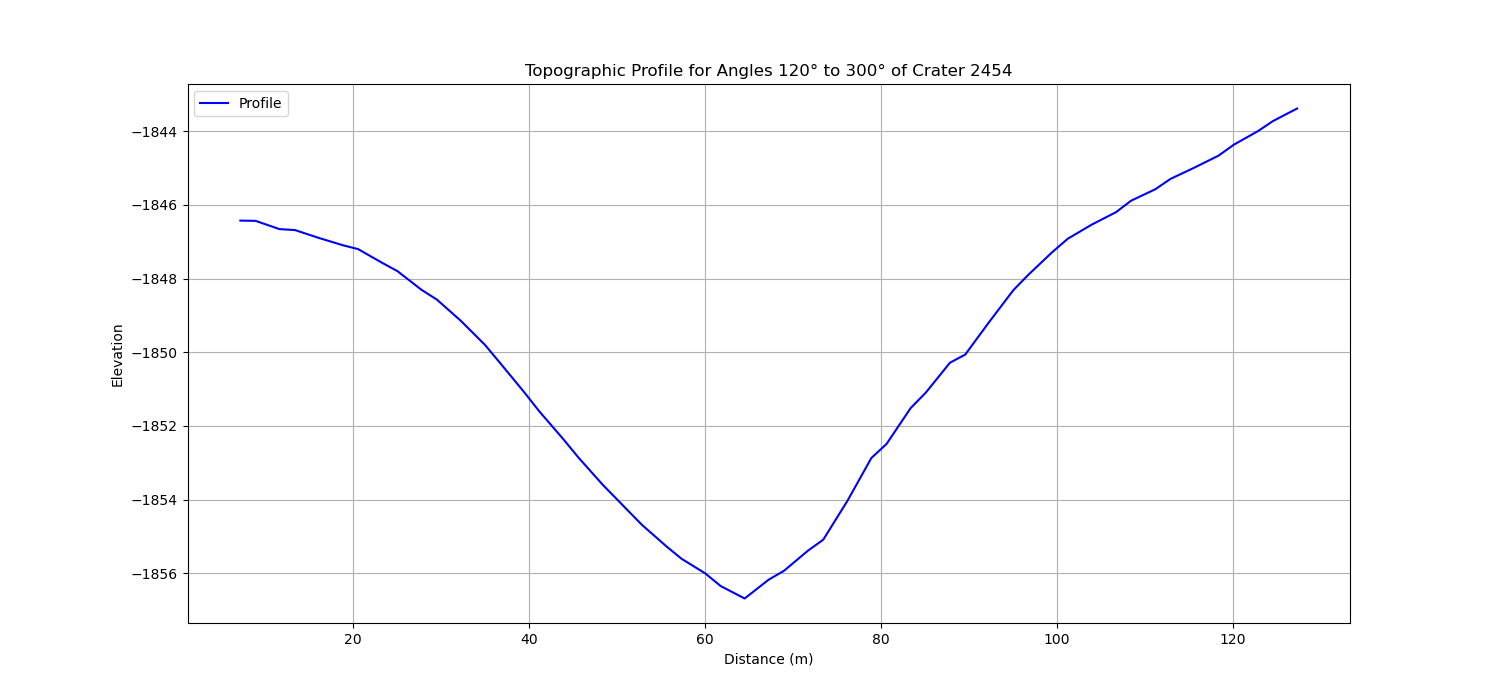 Topographic Profile for Angles 120° to 300° of Crater 2454
Profile
−1844
−1846
−1848
−1850
−1852
−1854
−1856
Elevation
20 40 60 80 100 120
Distance (m)